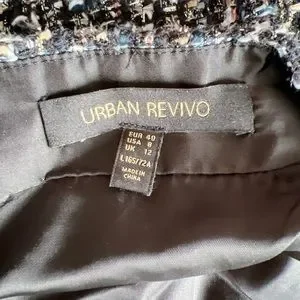 URBAN REVIVO
EUR 40
USA 8
UK 12
L165/72A
MADE IN
CHINA